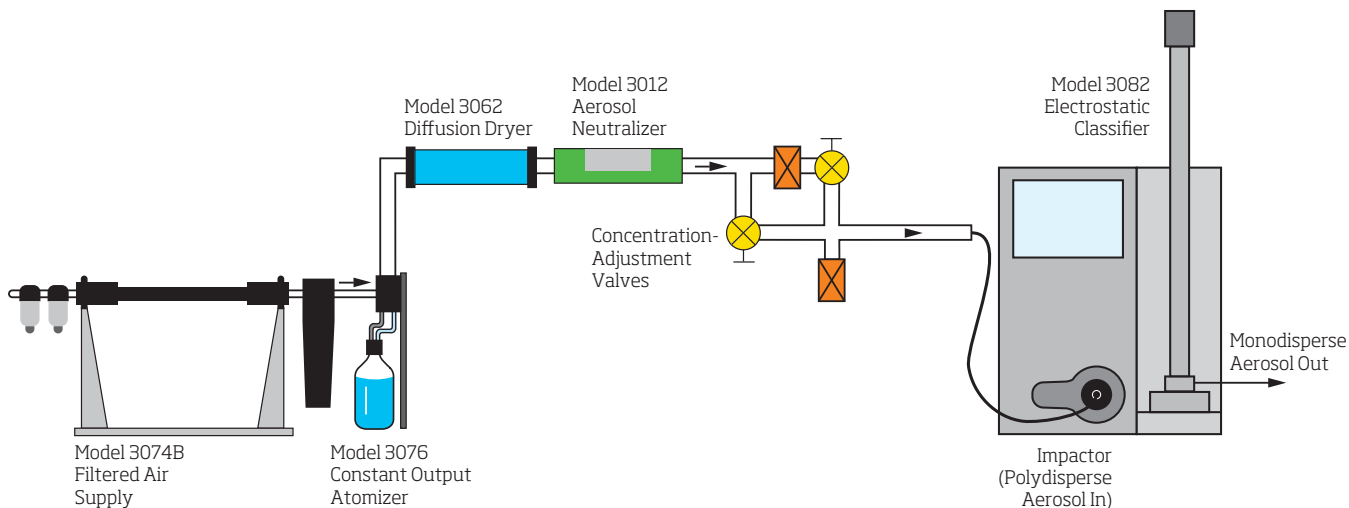 Model 3062
Diffusion Dryer
Model 3012
Aerosol
Neutralizer
Model 3082
Electrostatic
Classifier
Concentration-
Adjustment
Valves
Monodisperse
Aerosol Out
Model 3074B
Filtered Air
Supply
Model 3076
Constant Output
Atomizer
Impactor
(Polydisperse
Aerosol In)